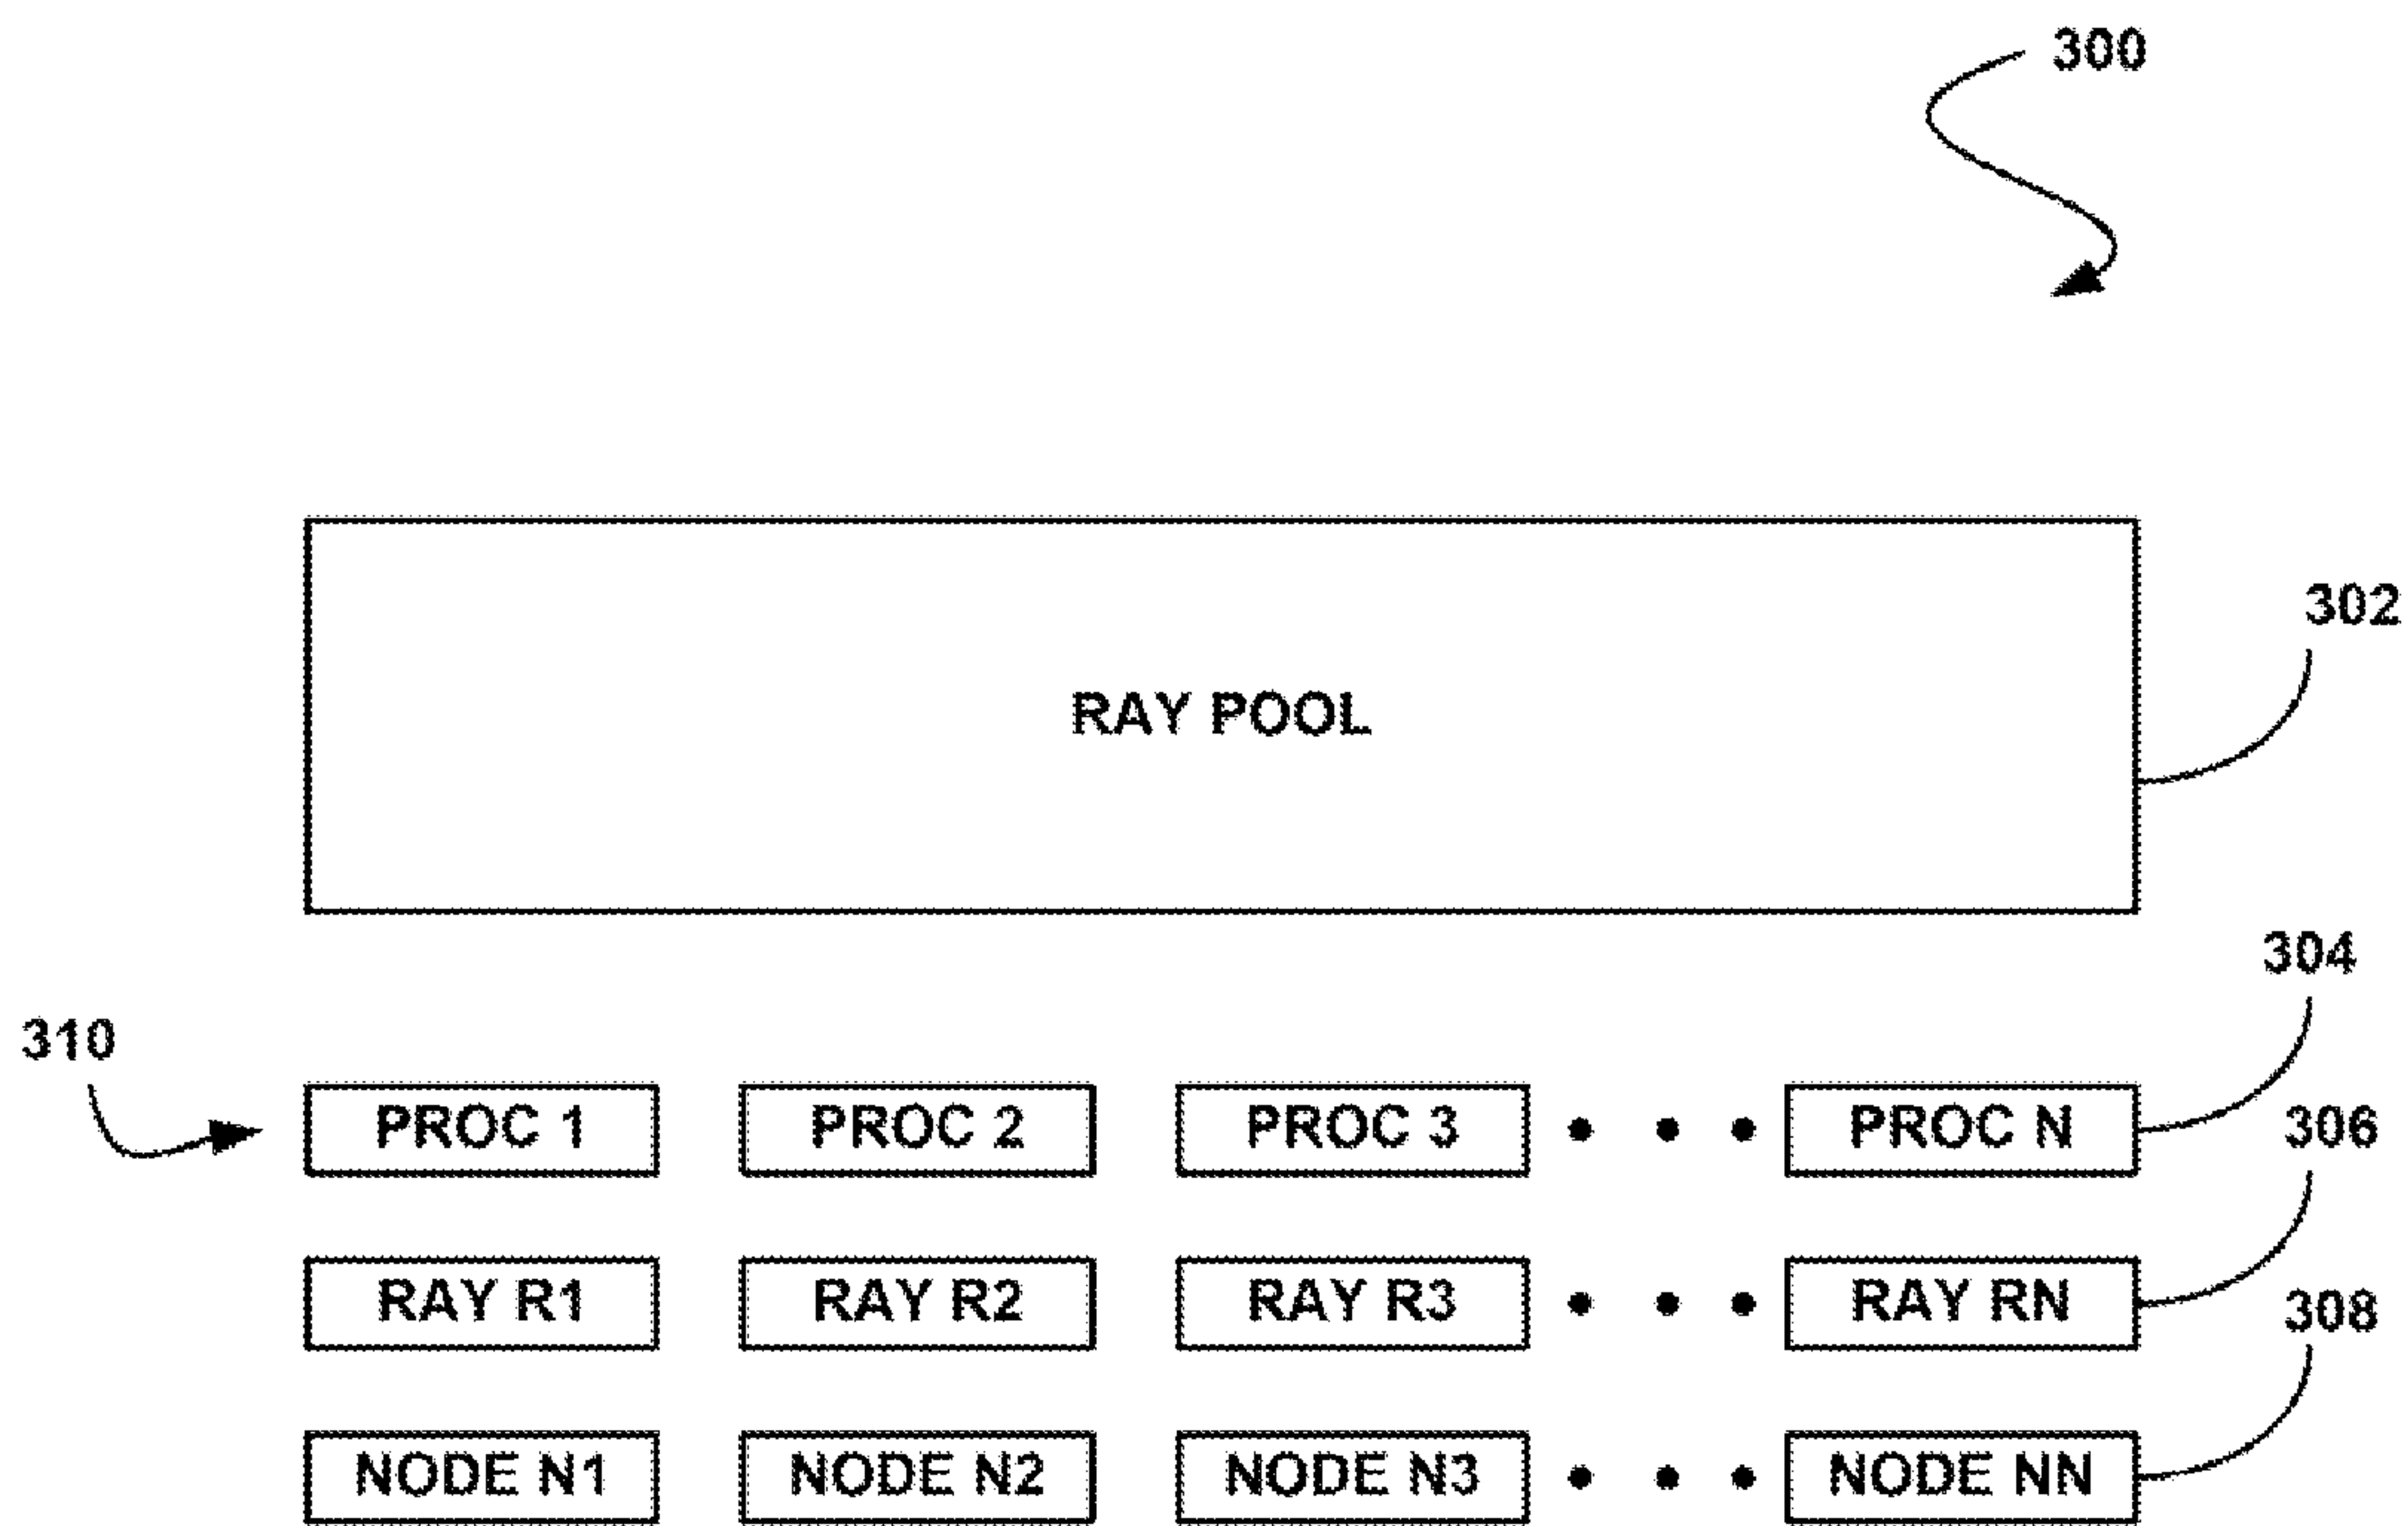 300
302
RAY POOL
304
310
PROC 1 PROC 2 PROC 3 PROC N
306
RAY R1 RAY R2 RAY R3 RAY RN
308
NODE N1 NODE N2 NODE N3 NODE NN